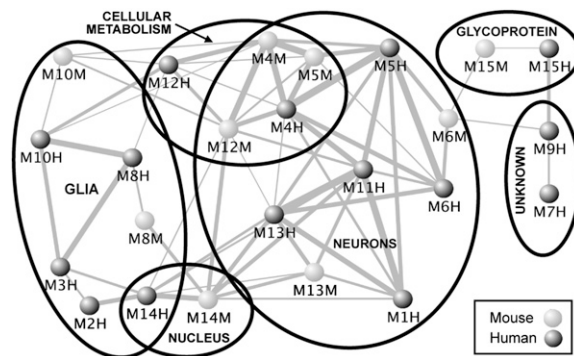 CELLULAR
METABOLISM
GLYCOPROTEIN
M10M
M12H
M4M
M5M
M5H
M15M
M15H
M10H
M12M
M4H
M6M
M9H
GLIA
M8H
M11H
M6H
UNKNOWN
M7H
M8M
M13H
NEURONS
M3H
M2H
M14H
M14M
M13M
M1H
NUCLEUS
Mouse
Human